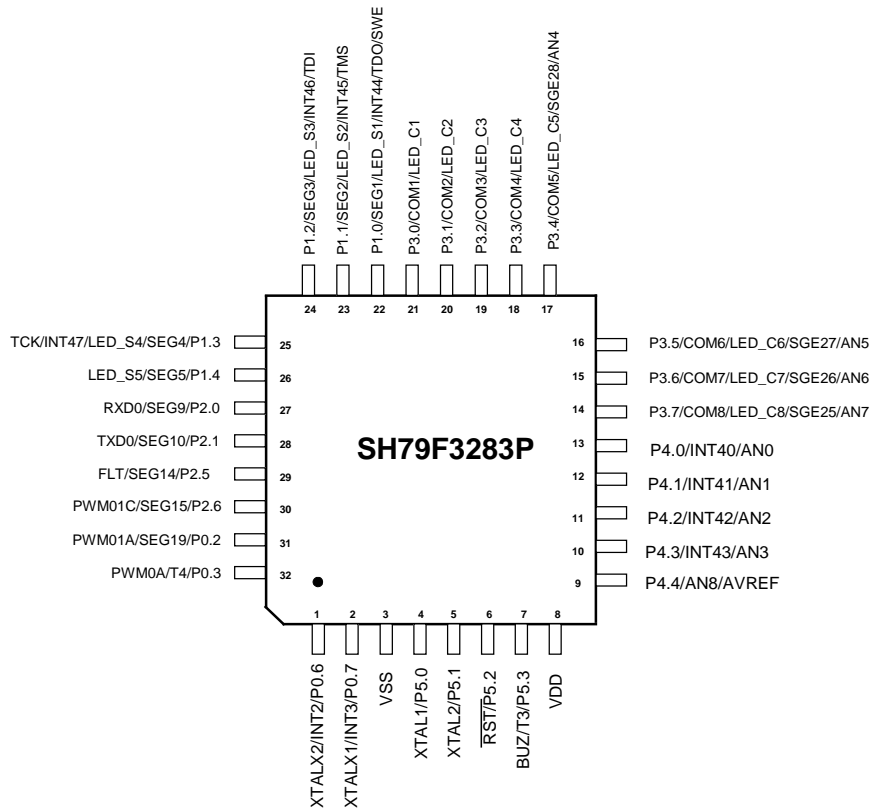 P1.2/SEG3/LED_S3/INT46/TDI
P1.1/SEG2/LED_S2/INT45/TMS
P1.0/SEG1/LED_S1/INT44/TDO/SWE
P3.0/COM1/LED_C1
P3.1/COM2/LED_C2
P3.2/COM3/LED_C3
P3.3/COM4/LED_C4
P3.4/COM5/LED_C5/SGE28/AN4
24 23 22 21 20 19 18 17
TCK/INT47/LED_S4/SEG4/P1.3 25
LED_S5/SEG5/P1.4 26
RXD0/SEG9/P2.0 27
TXD0/SEG10/P2.1 28
FLT/SEG14/P2.5 29
PWM01C/SEG15/P2.6 30
PWM01A/SEG19/P0.2 31
PWM0A/T4/P0.3 32
SH79F3283P
16 P3.5/COM6/LED_C6/SGE27/AN5
15 P3.6/COM7/LED_C7/SGE26/AN6
14 P3.7/COM8/LED_C8/SGE25/AN7
13 P4.0/INT40/AN0
12 P4.1/INT41/AN1
11 P4.2/INT42/AN2
10 P4.3/INT43/AN3
9 P4.4/AN8/AVREF
1 2 3 4 5 6 7 8
XTALX2/INT2/P0.6
XTALX1/INT3/P0.7
VSS
XTAL1/P5.0
XTAL2/P5.1
RST/P5.2
BUZ/T3/P5.3
VDD